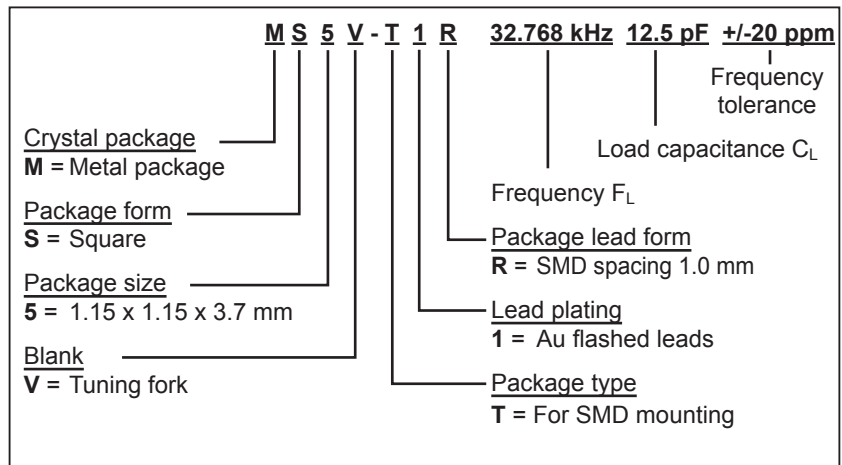 M S 5 V - T 1 R 32.768 kHz 12.5 pF +/-20 ppm
Frequency
tolerance
Load capacitance CL
Frequency FL
Crystal package
M = Metal package
Package form
S = Square
Package size
5 = 1.15 x 1.15 x 3.7 mm
Blank
V = Tuning fork
Package lead form
R = SMD spacing 1.0 mm
Lead plating
1 = Au flashed leads
Package type
T = For SMD mounting